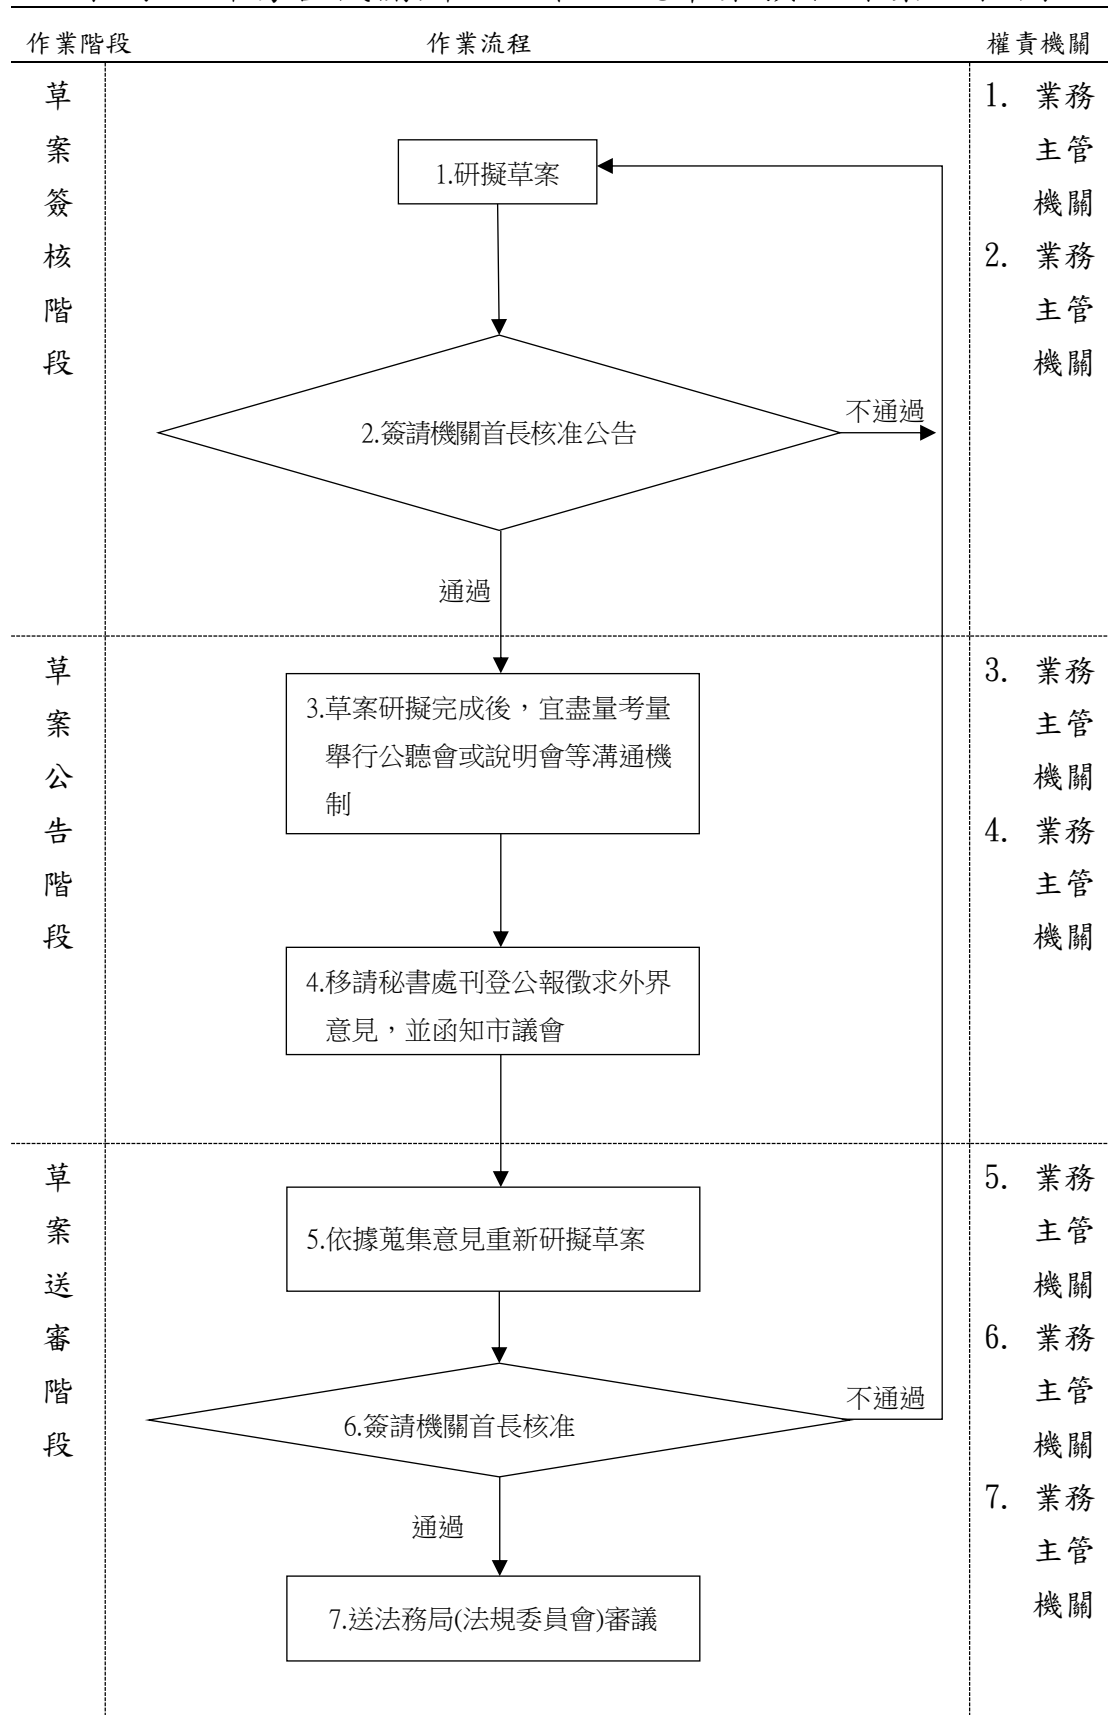 作業階段 作業流程 權責機關
草案簽核階段
1.研擬草案
2.簽請機關首長核准公告
不通過
通過
1. 業務
主管
機關
2. 業務
主管
機關
草案公告階段
3.草案研擬完成後，宜盡量考量
舉行公聽會或說明會等溝通機
制
4.移請秘書處刊登公報徵求外界
意見，並函知市議會
3. 業務
主管
機關
4. 業務
主管
機關
草案送審階段
5.依據蒐集意見重新研擬草案
6.簽請機關首長核准
不通過
通過
7.送法務局(法規委員會)審議
5. 業務
主管
機關
6. 業務
主管
機關
7. 業務
主管
機關